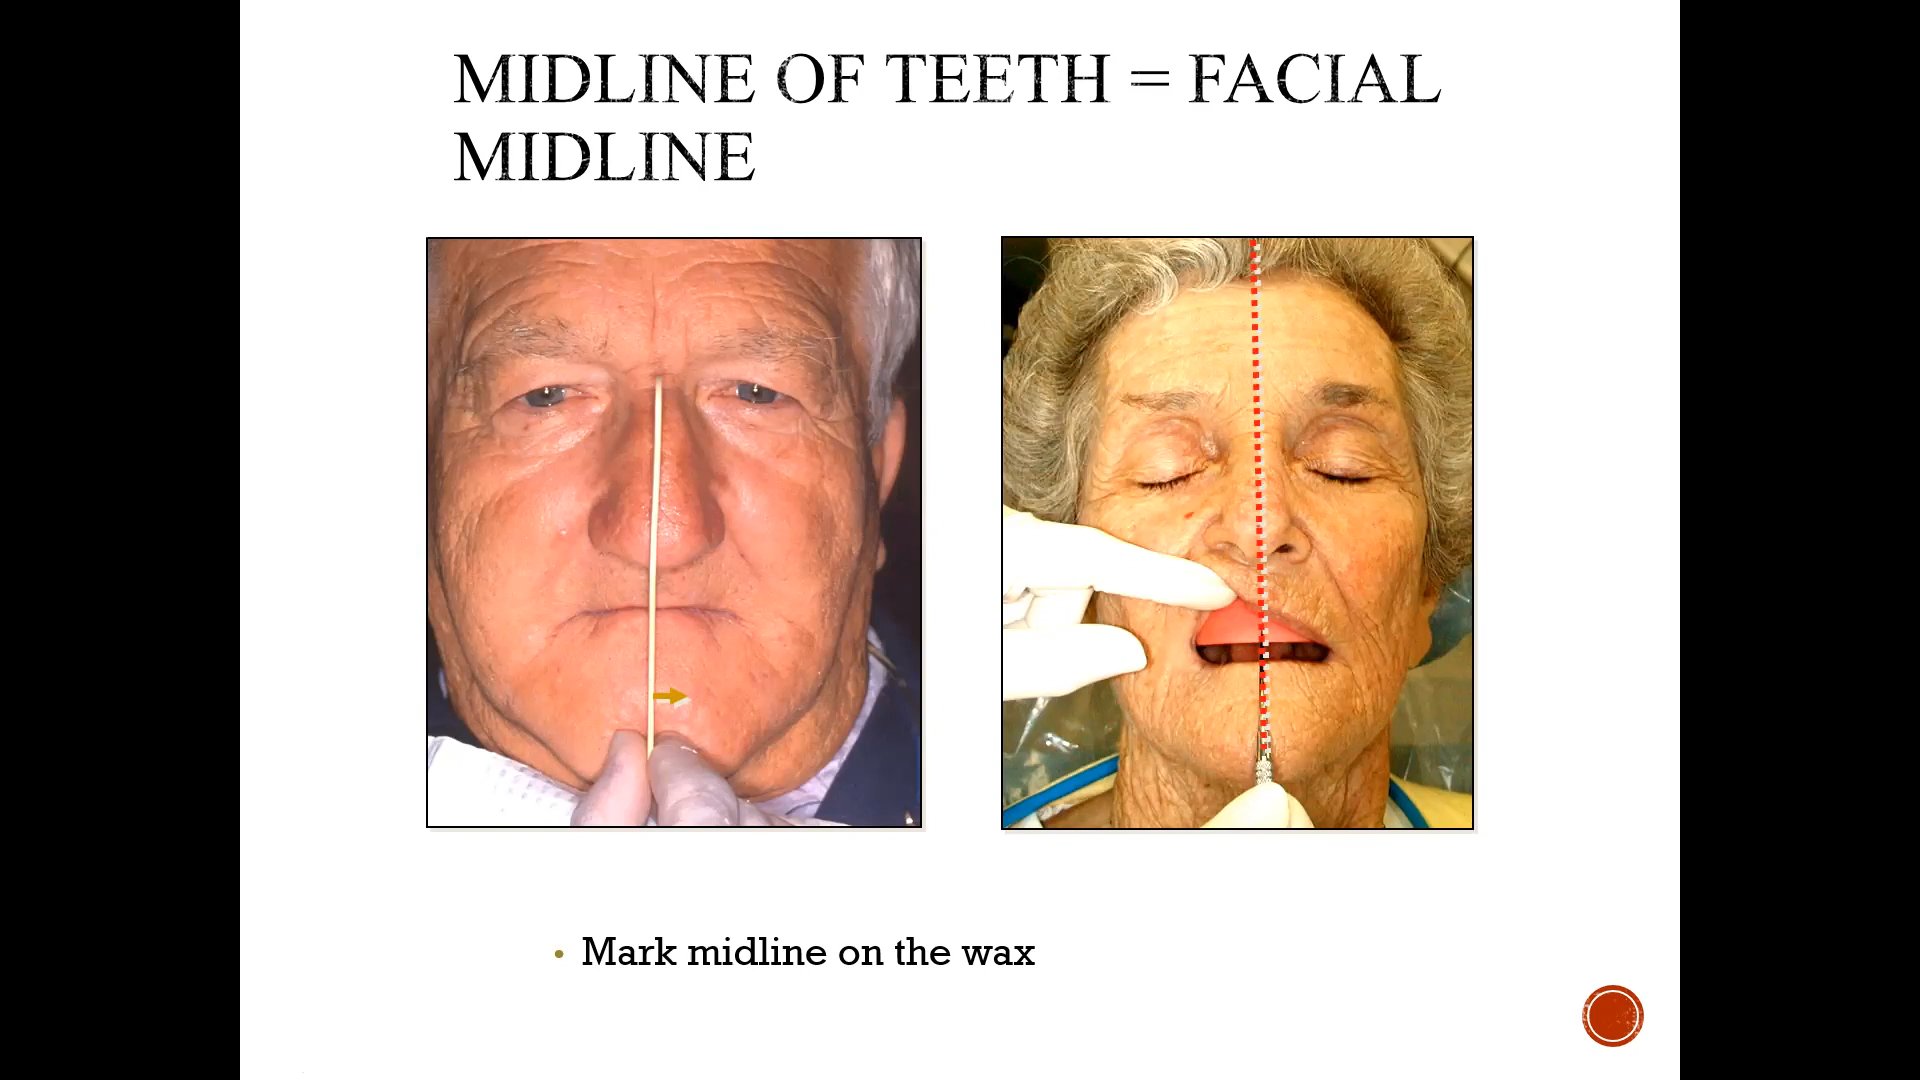 MIDLINE OF TEETH = FACIAL
MIDLINE
• Mark midline on the wax